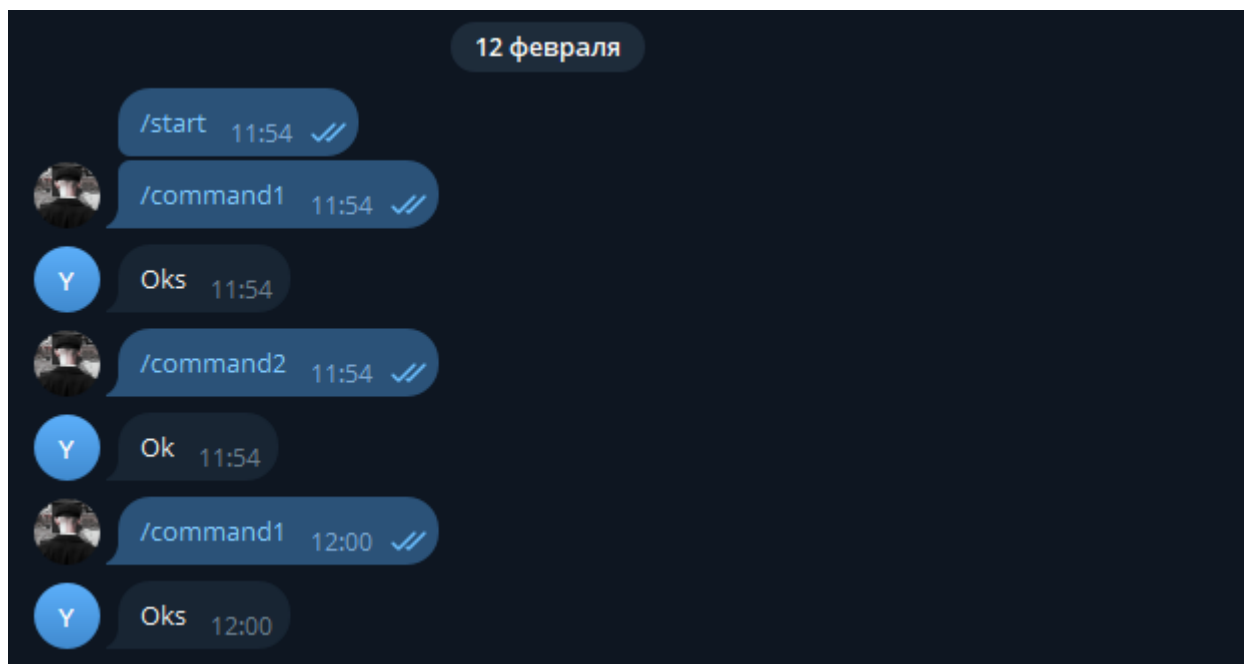 12 февраля
/start 11:54
/command1 11:54
Y Oks 11:54
/command2 11:54
Y Ok 11:54
/command1 12:00
Y Oks 12:00